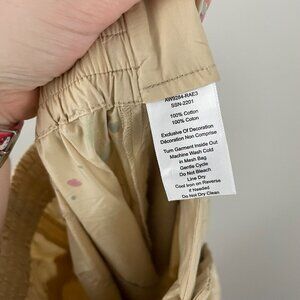 AW9284-RAE3
SSN-2201
100% Cotton
100% Coton
Exclusive Of Decoration
Décoration Non Comprise
Turn Garment Inside Out
Machine Wash Cold
in Mesh Bag
Gentle Cycle
Do Not Bleach
Line Dry
Cool Iron on Reverse
if Needed
Do Not Dry Clean